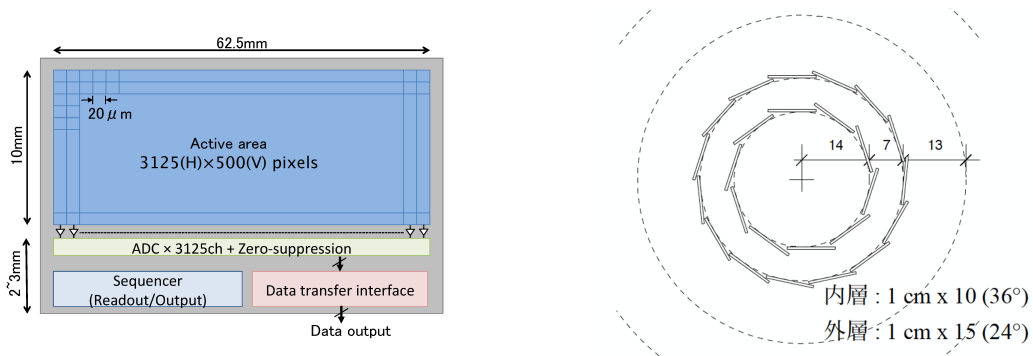 62.5mm
10mm
20μm
Active area
3125(H)×500(V) pixels
2~3mm
ADC × 3125ch + Zero-suppression
Sequencer
(Readout/Output)
Data transfer interface
Data output
14
7
13
内層 : 1 cm x 10 (36°)
外層 : 1 cm x 15 (24°)